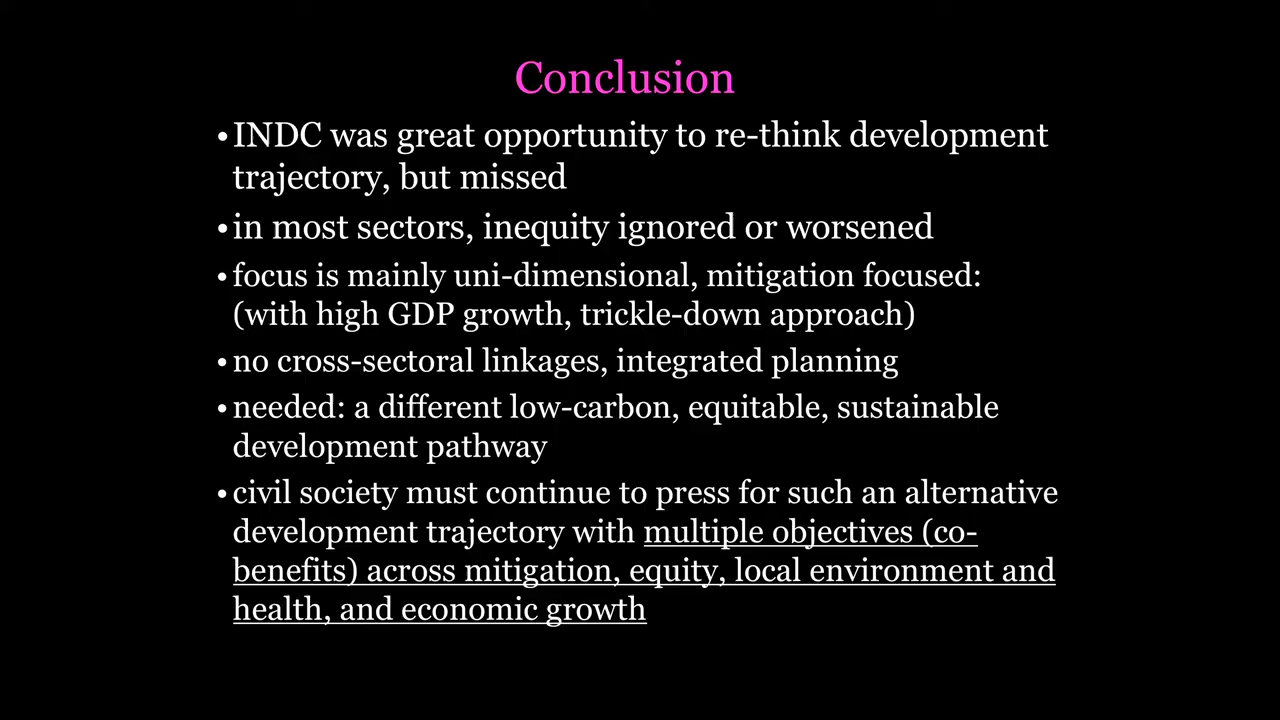 Conclusion
•INDC was great opportunity to re-think development
trajectory, but missed
•in most sectors, inequity ignored or worsened
•focus is mainly uni-dimensional, mitigation focused:
(with high GDP growth, trickle-down approach)
•no cross-sectoral linkages, integrated planning
•needed: a different low-carbon, equitable, sustainable
development pathway
•civil society must continue to press for such an alternative
development trajectory with multiple objectives (co-
benefits) across mitigation, equity, local environment and
health, and economic growth